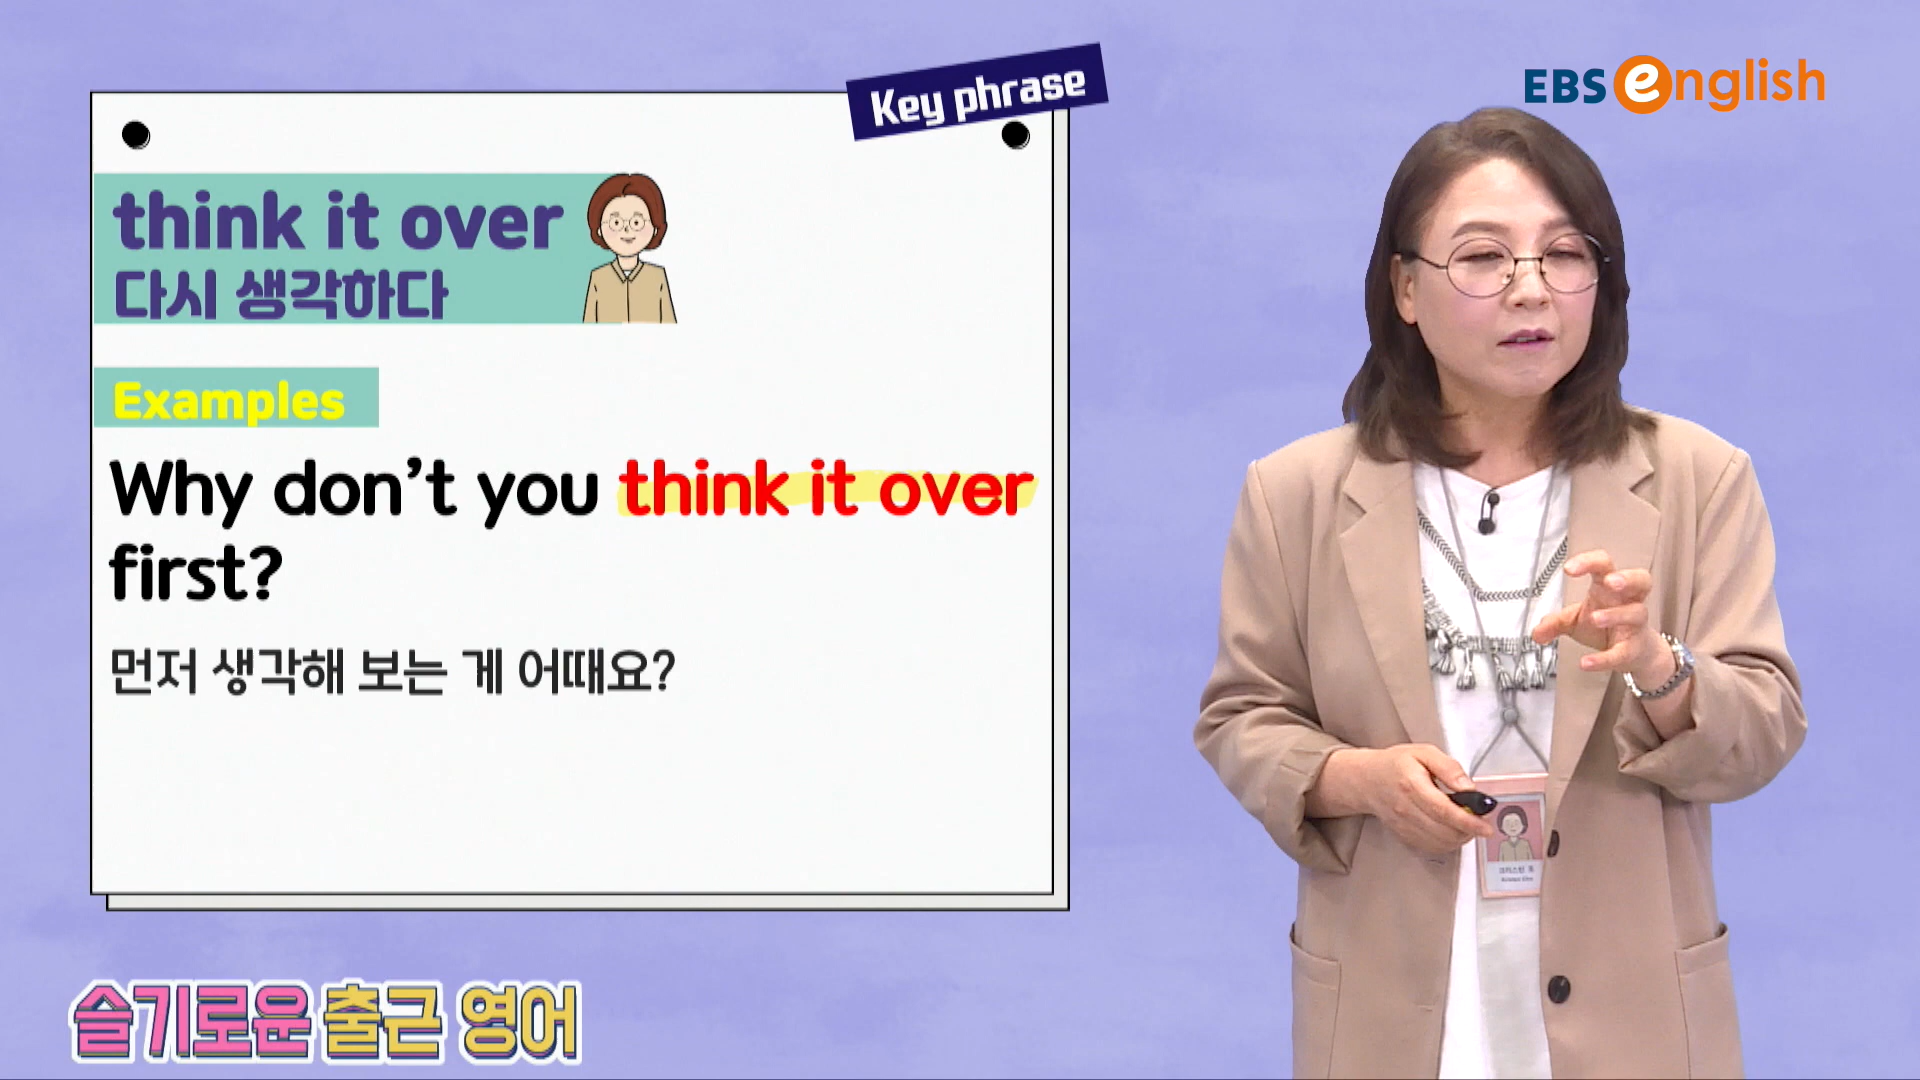 EBS english
Key phrase
think it over
다시 생각하다
Examples
Why don’t you think it over
first?
먼저 생각해 보는 게 어때요?
슬기로운 출근 영어